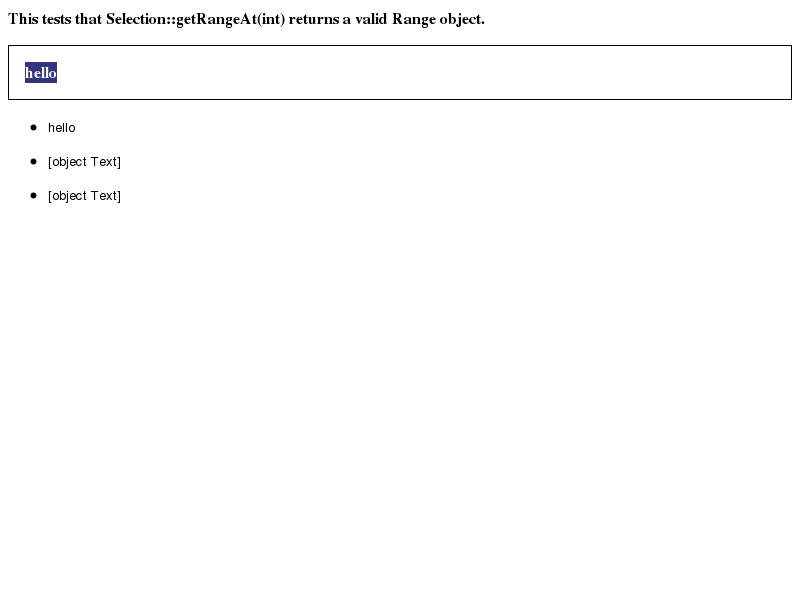 This tests that Selection::getRangeAt(int) returns a valid Range object.
hello
hello
[object Text]
[object Text]